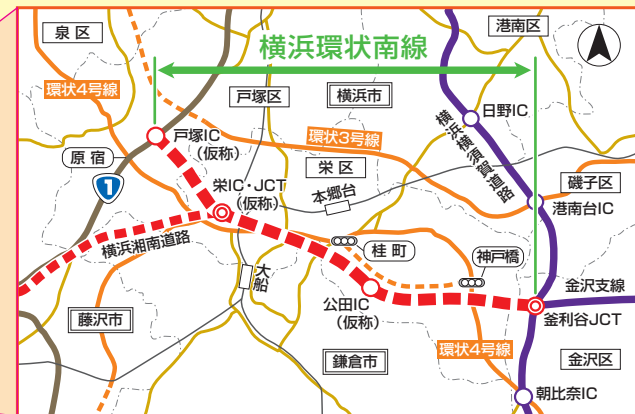 泉区
横浜環状南線
港南区
環状4号線
戸塚区
横浜市
日野IC
戸塚IC
(仮称)
環状3号線
横浜横須賀道路
原宿
1
栄区
磯子区
栄IC・JCT
(仮称)
本郷台
港南台IC
横浜湘南道路
桂町
神戸橋
大船
金沢支線
公田IC
(仮称)
釜利谷JCT
藤沢市
環状4号線
鎌倉市
金沢区
朝比奈IC